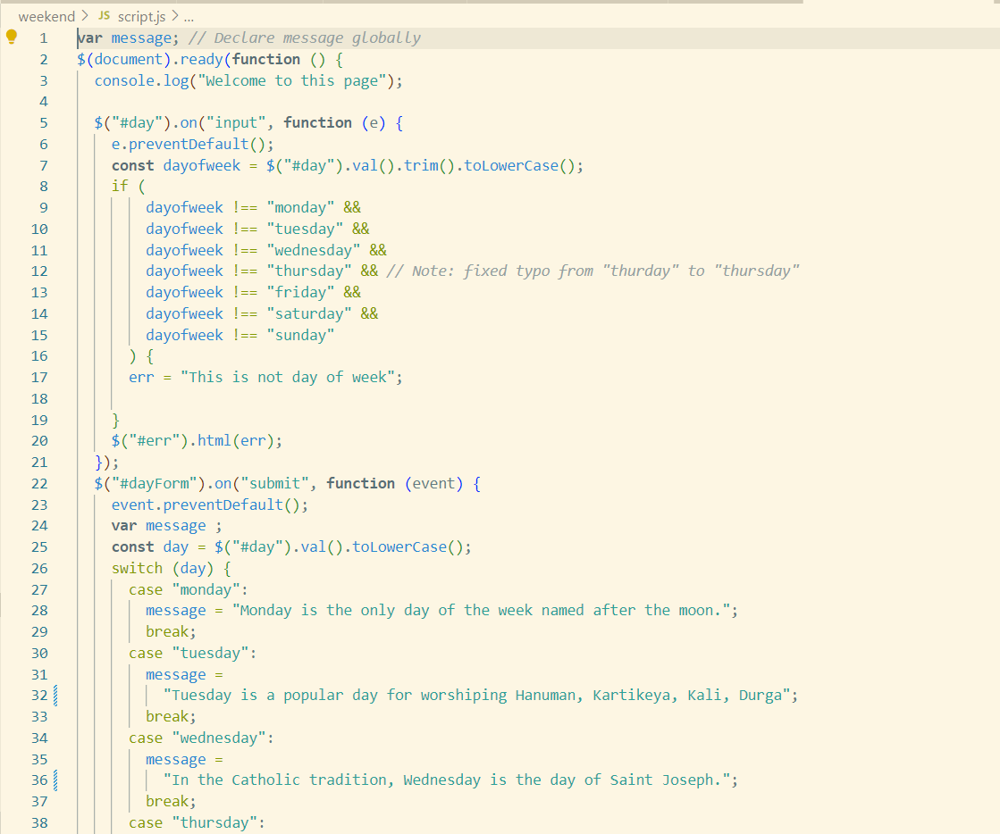 weekend > JS script.js > ...
1 var message; // Declare message globally
2 $(document).ready(function () {
3 console.log("Welcome to this page");
4
5 $("#day").on("input", function (e) {
6 e.preventDefault();
7 const dayofweek = $("#day").val().trim().toLowerCase();
8 if (
9 dayofweek !== "monday" &&
10 dayofweek !== "tuesday" &&
11 dayofweek !== "wednesday" &&
12 dayofweek !== "thursday" && // Note: fixed typo from "thurday" to "thursday"
13 dayofweek !== "friday" &&
14 dayofweek !== "saturday" &&
15 dayofweek !== "sunday"
16 ) {
17 err = "This is not day of week";
18
19 }
20 $("#err").html(err);
21 });
22 $("#dayForm").on("submit", function (event) {
23 event.preventDefault();
24 var message ;
25 const day = $("#day").val().toLowerCase();
26 switch (day) {
27 case "monday":
28 message = "Monday is the only day of the week named after the moon.";
29 break;
30 case "tuesday":
31 message =
32 "Tuesday is a popular day for worshiping Hanuman, Kartikeya, Kali, Durga";
33 break;
34 case "wednesday":
35 message =
36 "In the Catholic tradition, Wednesday is the day of Saint Joseph.";
37 break;
38 case "thursday":